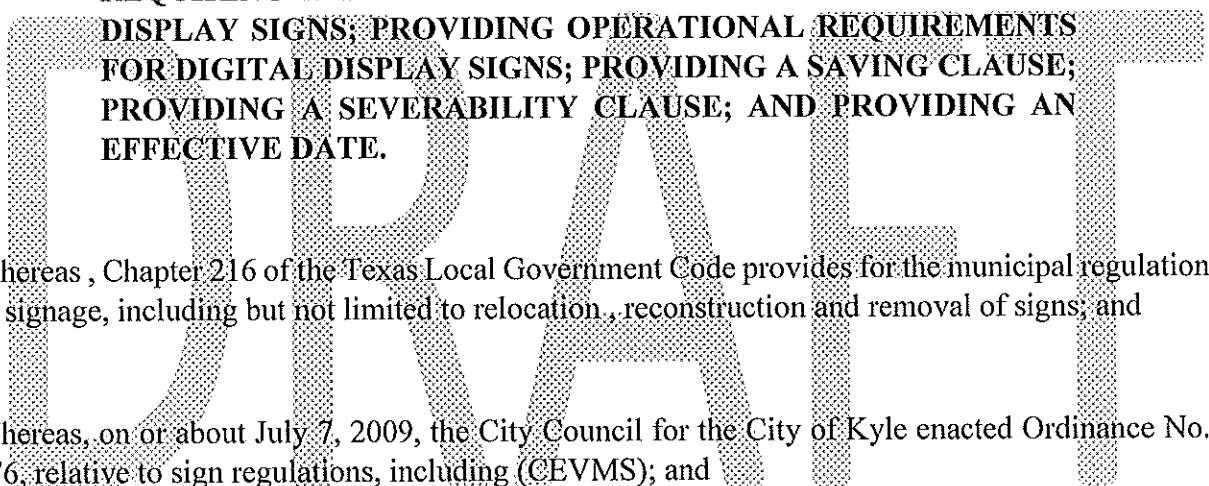 DISPLAY SIGNS; PROVIDING OPERATIONAL REQUIREMENTS
FOR DIGITAL DISPLAY SIGNS; PROVIDING A SAVING CLAUSE;
PROVIDING A SEVERABILITY CLAUSE; AND PROVIDING AN
EFFECTIVE DATE.
hereas , Chapter 216 of the Texas Local Government Code provides for the municipal regulation
signage, including but not limited to relocation , reconstruction and removal of signs; and
hereas, on or about July 7, 2009, the City Council for the City of Kyle enacted Ordinance No.
6, relative to sign regulations, including (CEVMS); and
DRAFT